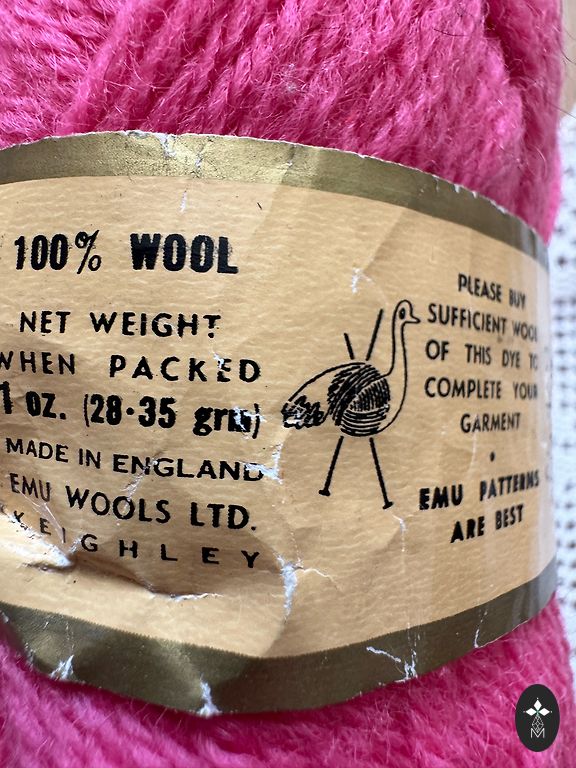 100% WOOL
NET WEIGHT
WHEN PACKED
1 oz. (28·35 grm)
MADE IN ENGLAND
EMU WOOLS LTD.
KEIGHLEY
PLEASE BUY
SUFFICIENT WOOL
OF THIS DYE TO
COMPLETE YOUR
GARMENT
•
EMU PATTERNS
ARE BEST
M